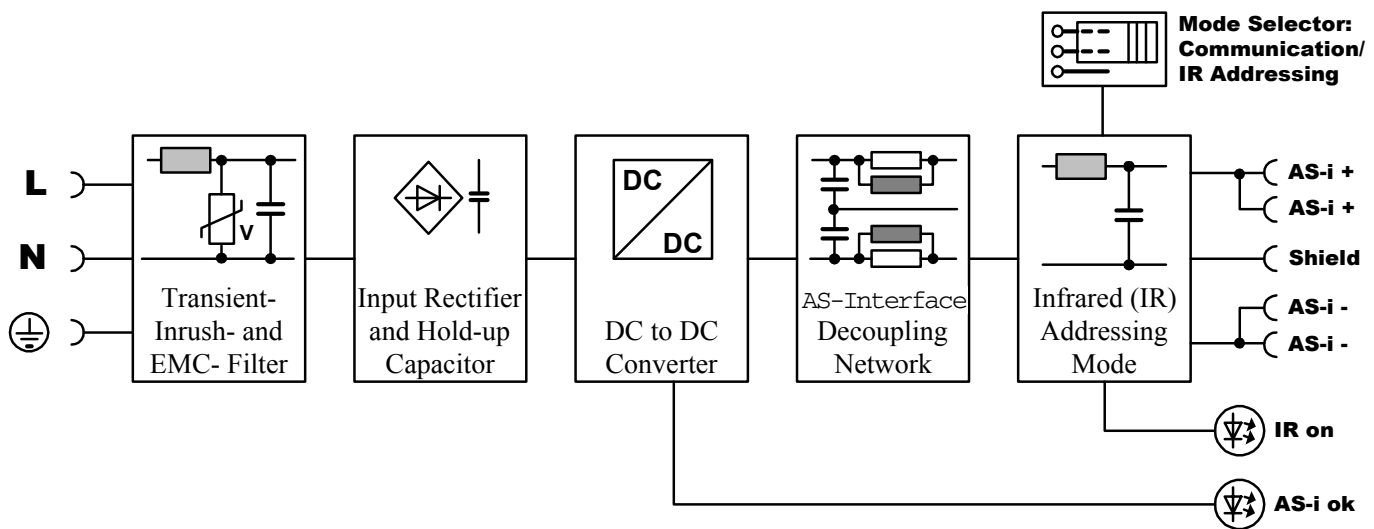 Mode Selector:
Communication/
IR Addressing
L
N
V
Transient-
Inrush- and
EMC- Filter
Input Rectifier
and Hold-up
Capacitor
DC
DC
DC to DC
Converter
AS-Interface
Decoupling
Network
Infrared (IR)
Addressing
Mode
AS-i +
AS-i +
Shield
AS-i -
AS-i -
IR on
AS-i ok